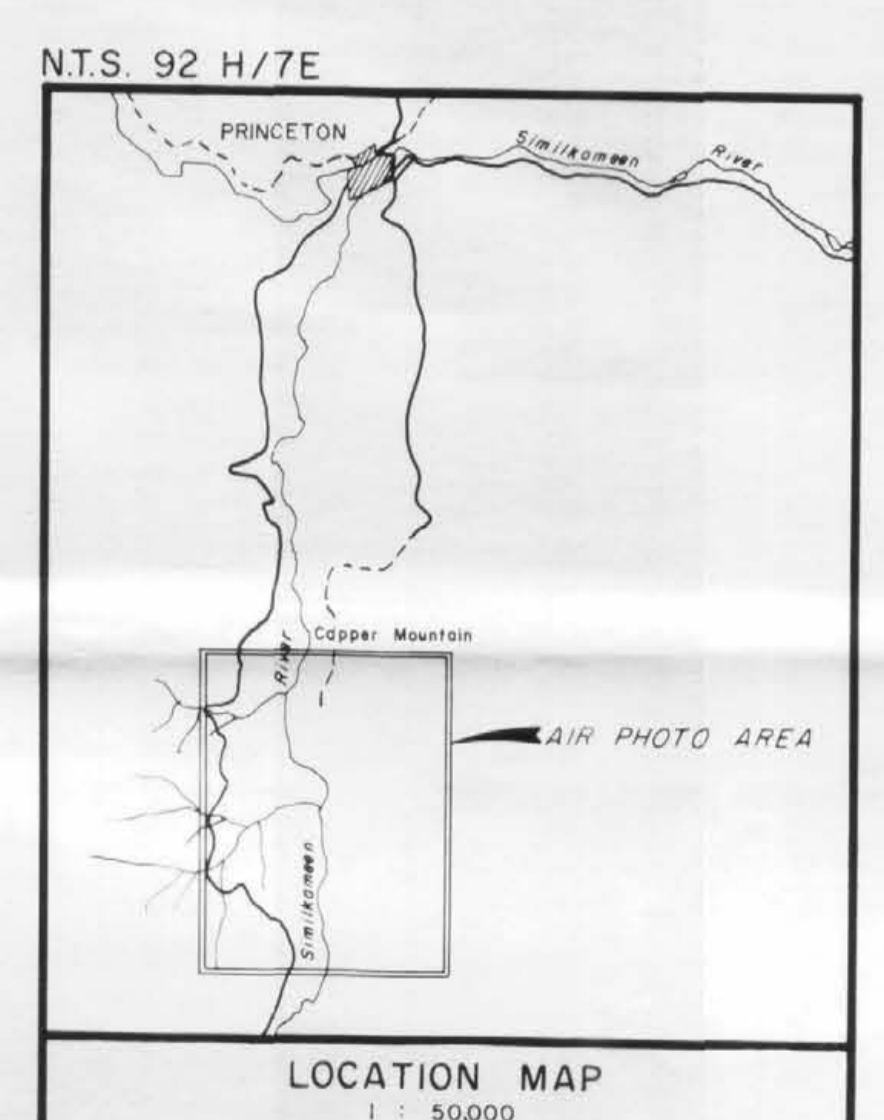 N.T.S. 92 H/7E
PRINCETON
Similkameen River
Copper Mountain
River
AIR PHOTO AREA
Similkameen
LOCATION MAP
1 : 50,000